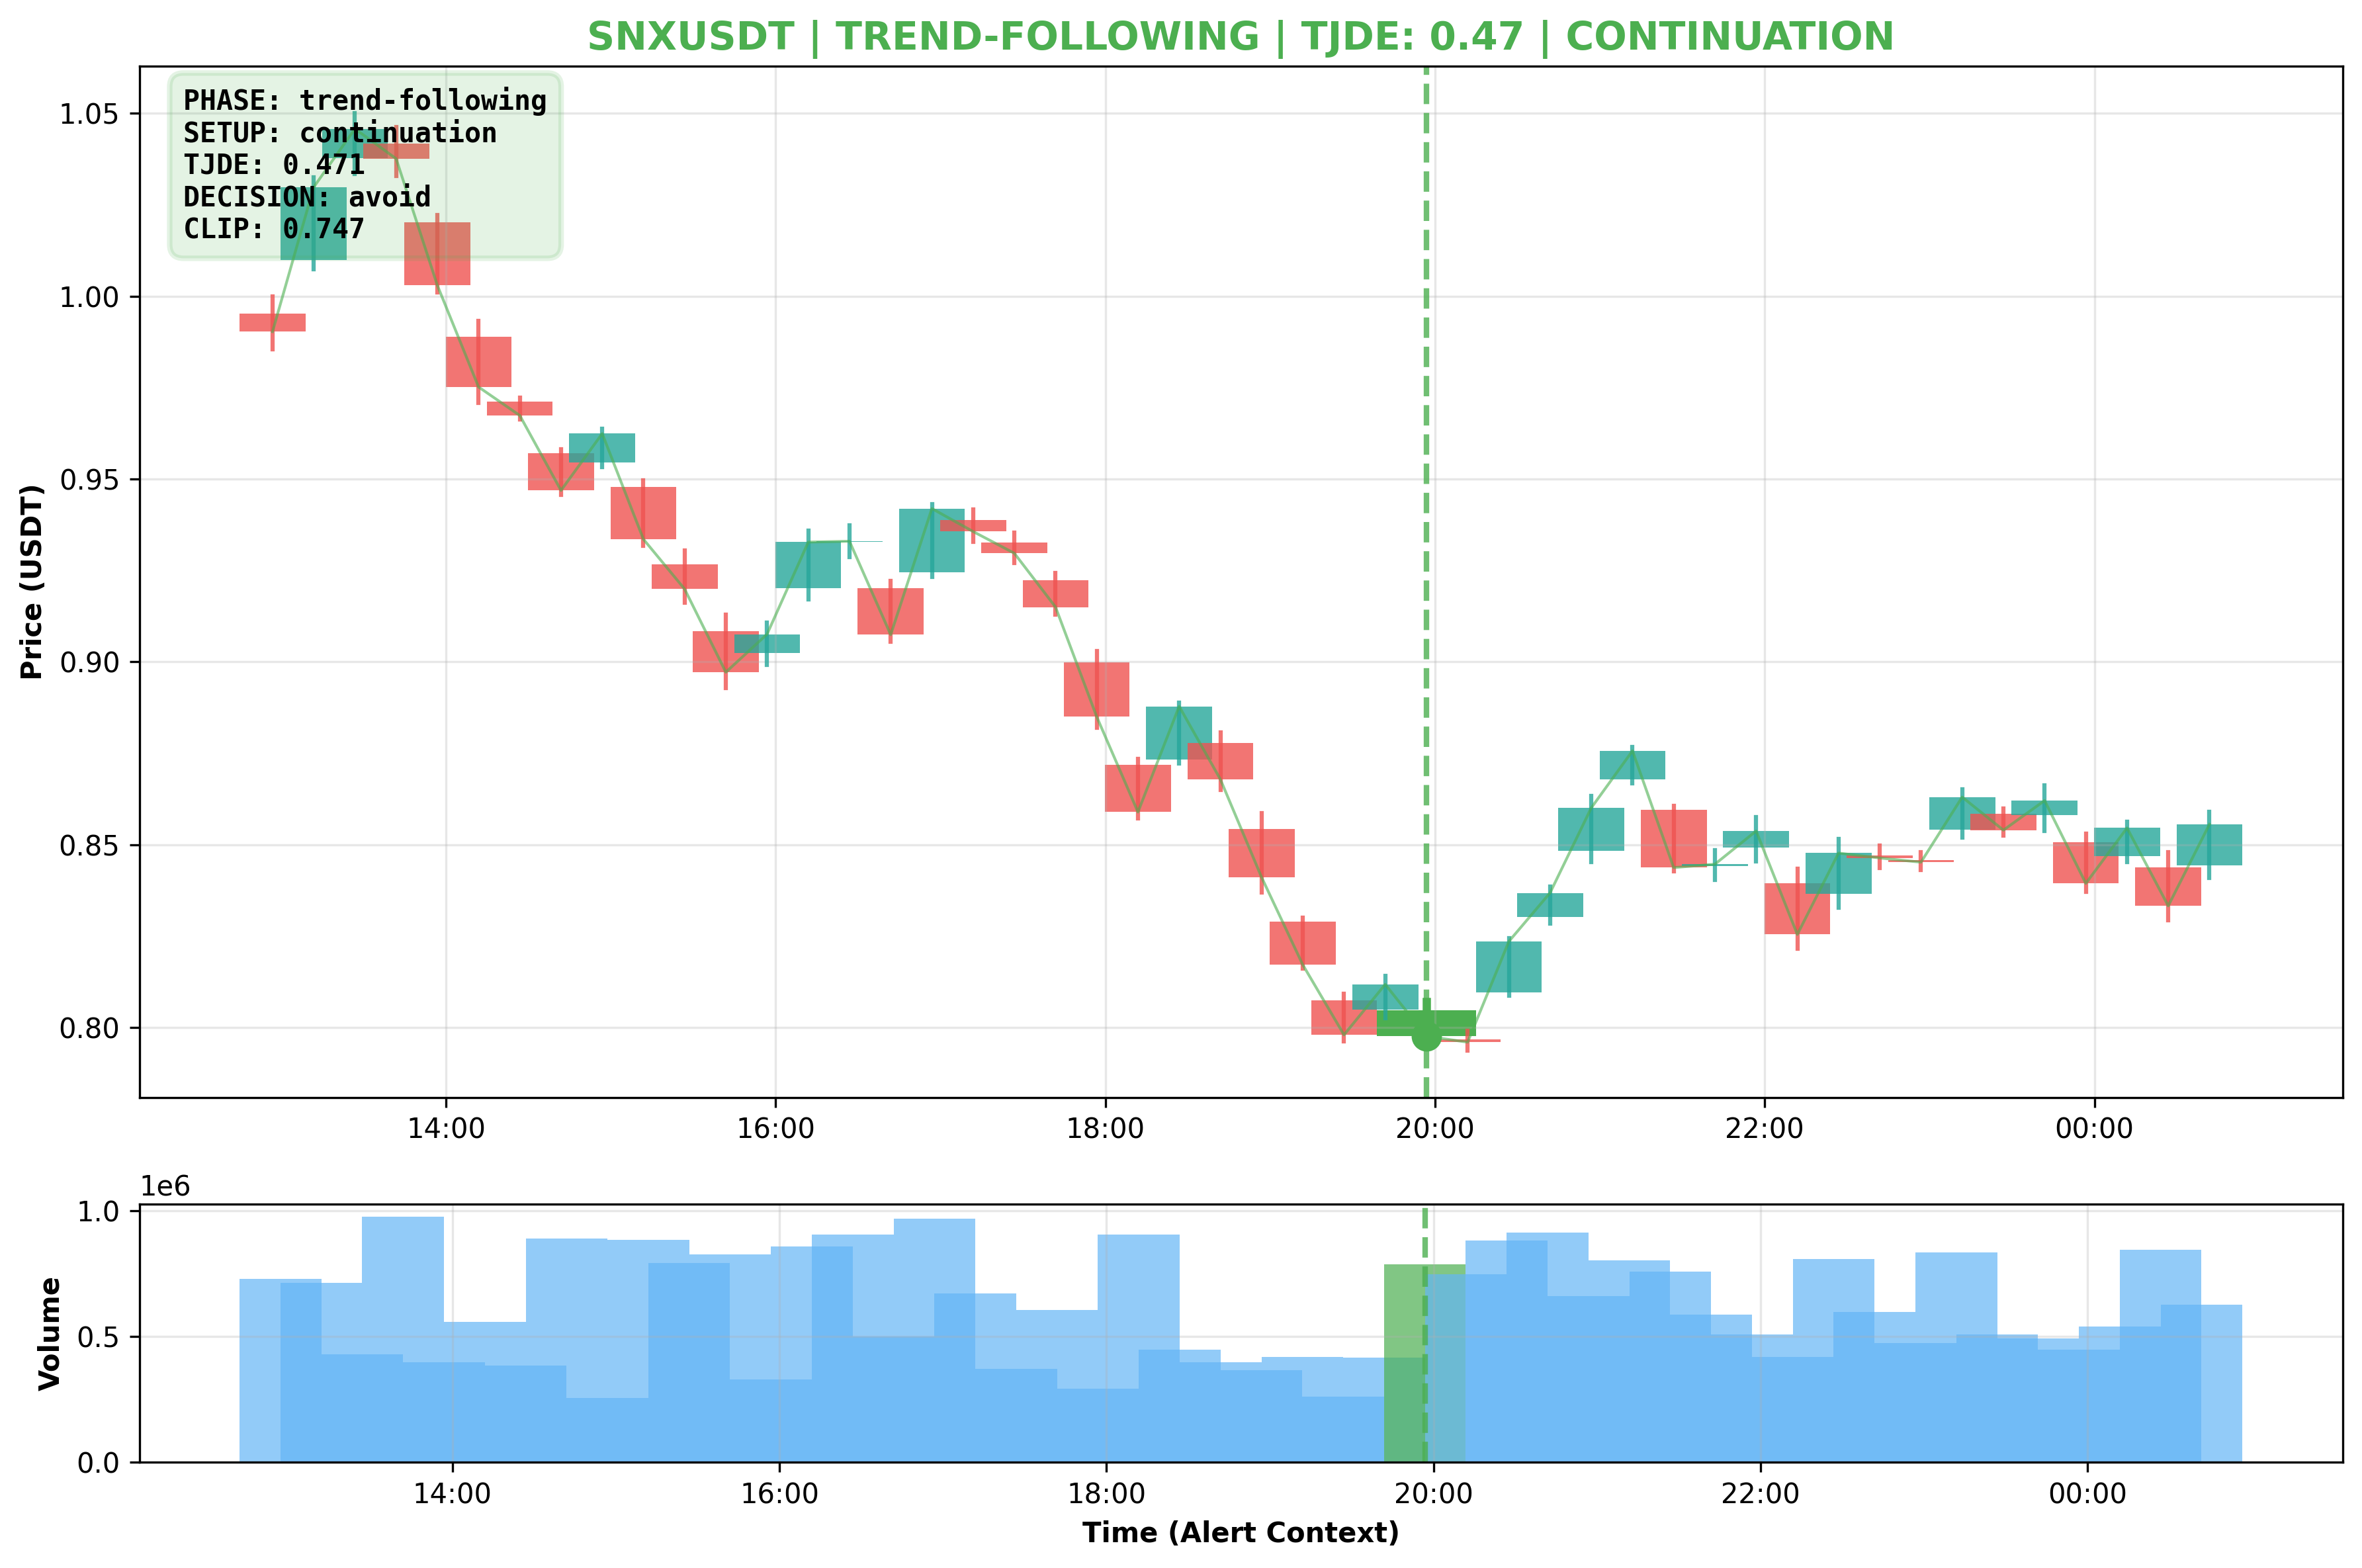 SNXUSDT | TREND-FOLLOWING | TJDE: 0.47 | CONTINUATION
PHASE: trend-following
SETUP: continuation
TJDE: 0.471
DECISION: avoid
CLIP: 0.747
Price (USDT)
1.05
1.00
0.95
0.90
0.85
0.80
14:00
16:00
18:00
20:00
22:00
00:00
1e6
Volume
1.0
0.5
0.0
14:00
16:00
18:00
20:00
22:00
00:00
Time (Alert Context)